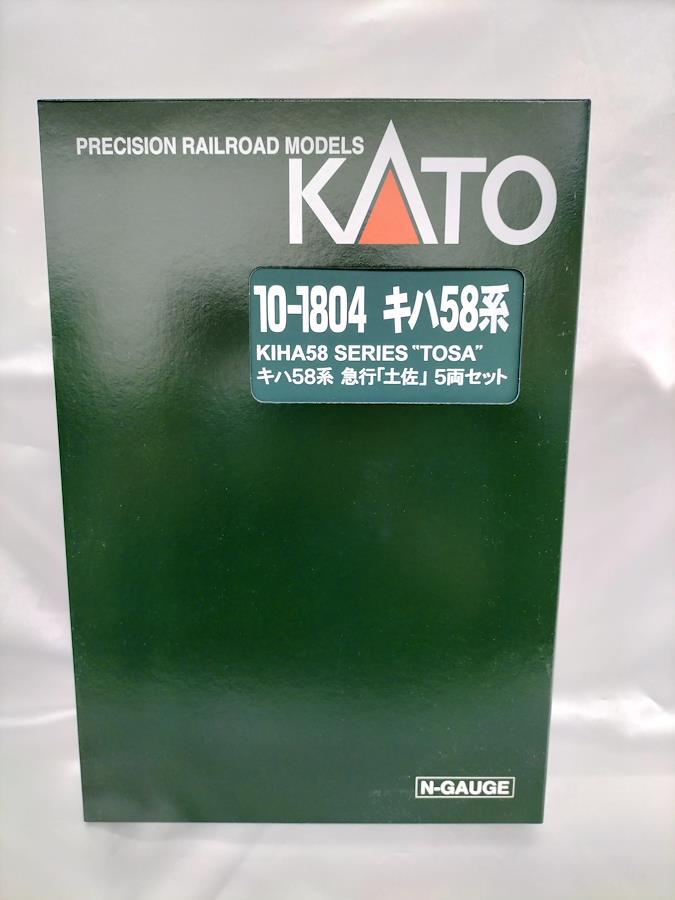 PRECISION RAILROAD MODELS
KATO
10-1804 キハ58系
KIHA58 SERIES "TOSA"
キハ58系 急行「土佐」 5両セット
N-GAUGE